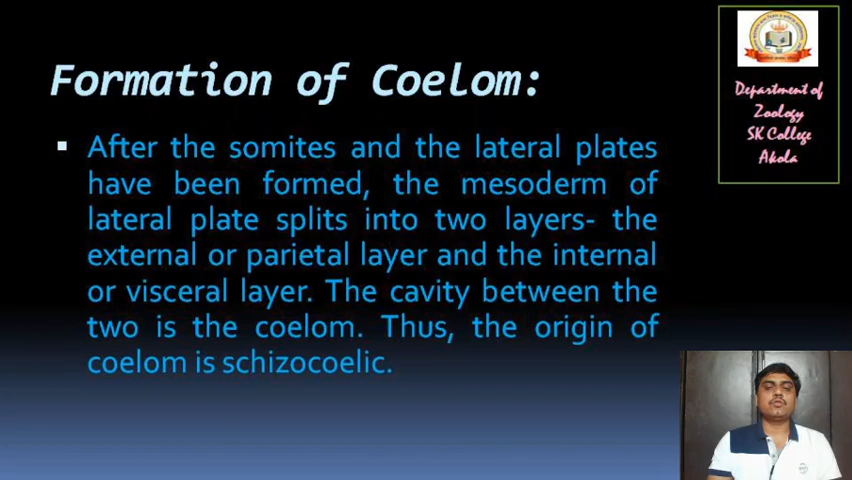 Formation of Coelom:
After the somites and the lateral plates
have been formed, the mesoderm of
lateral plate splits into two layers- the
external or parietal layer and the internal
or visceral layer. The cavity between the
two is the coelom. Thus, the origin of
coelom is schizocoelic.
Department of
Zoology
SK College
Akola